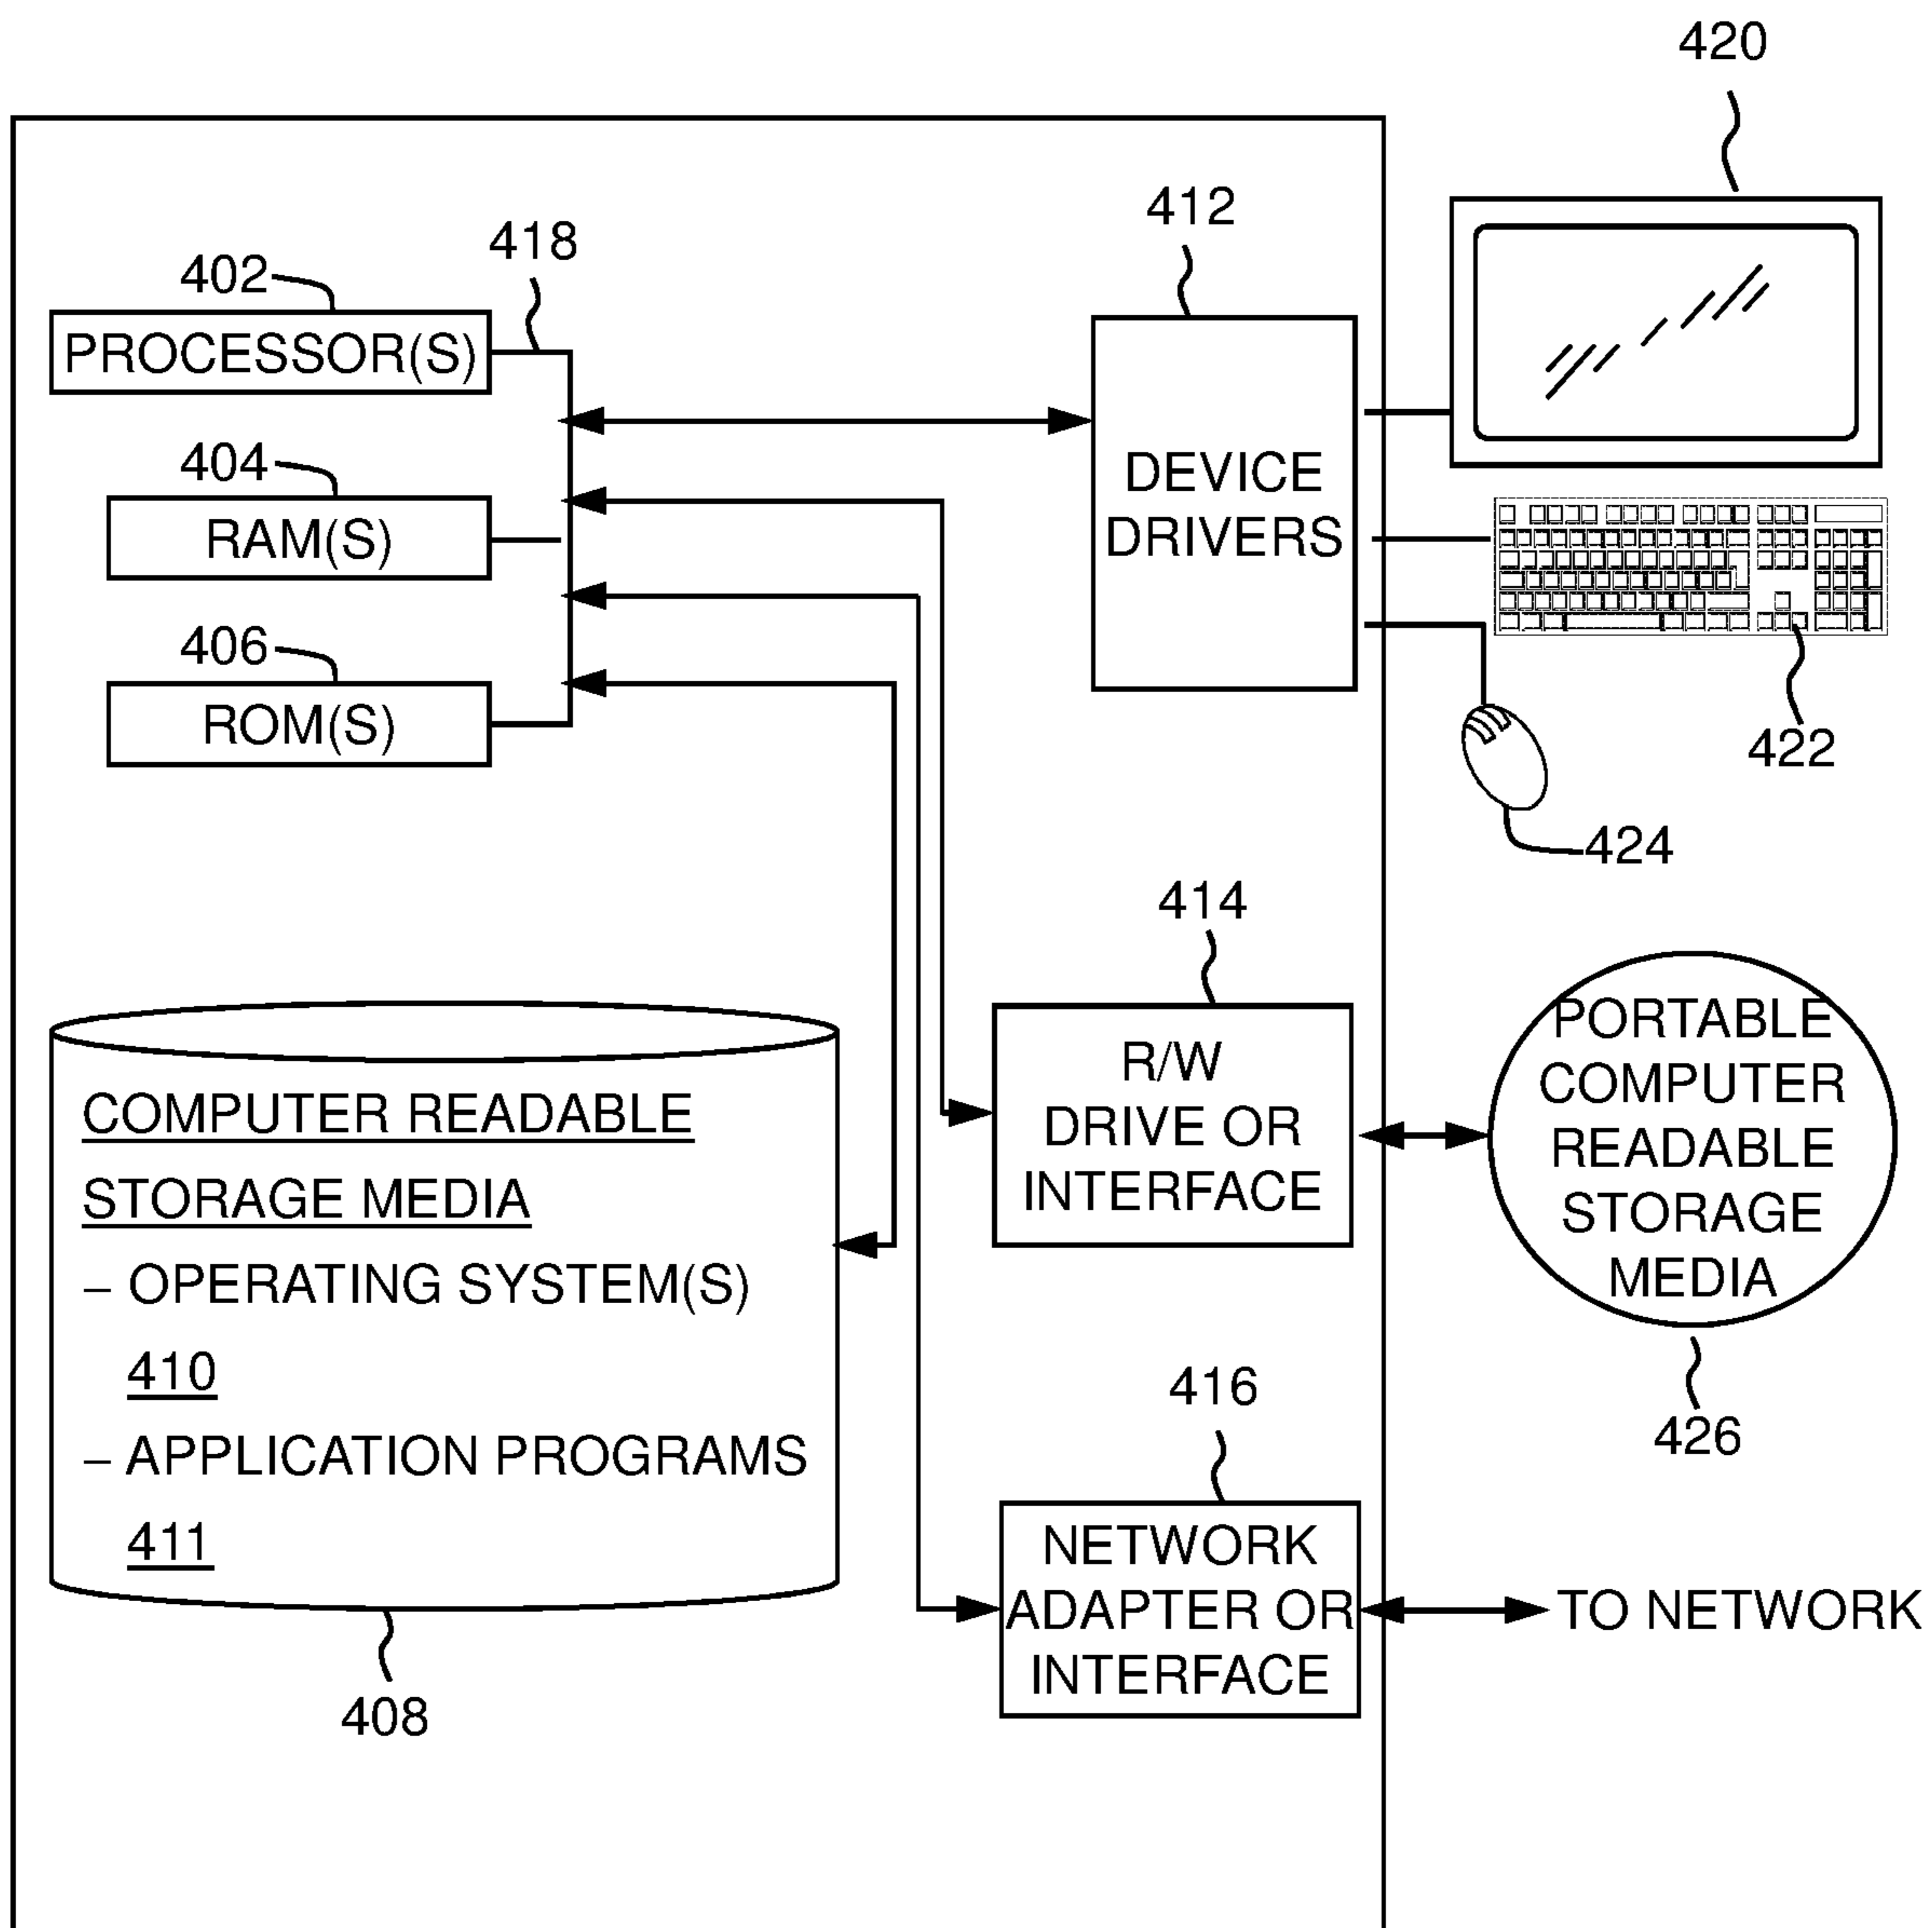 420
412
418
402
PROCESSOR(S)
404
RAM(S)
406
ROM(S)
DEVICE
DRIVERS
422
424
414
R/W
DRIVE OR
INTERFACE
PORTABLE
COMPUTER
READABLE
STORAGE
MEDIA
426
COMPUTER READABLE
STORAGE MEDIA
– OPERATING SYSTEM(S)
410
– APPLICATION PROGRAMS
411
408
416
NETWORK
ADAPTER OR
INTERFACE
TO NETWORK